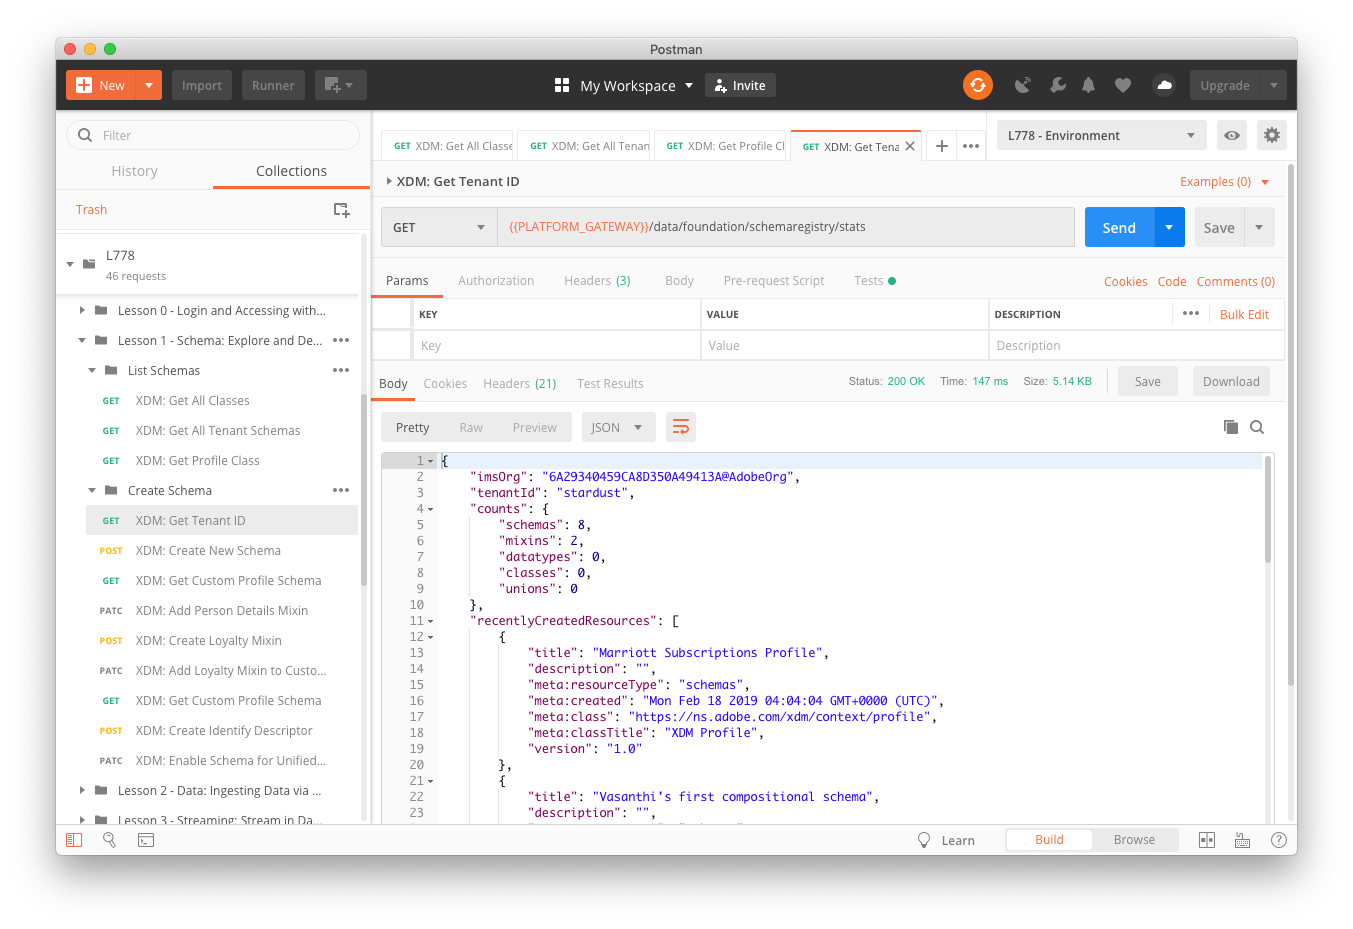 Postman
New
Import
Runner
My Workspace
Invite
Upgrade
Filter
History
Collections
Trash
L778
46 requests
Lesson 0 - Login and Accessing with...
Lesson 1 - Schema: Explore and De...
List Schemas
GET XDM: Get All Classes
GET XDM: Get All Tenant Schemas
GET XDM: Get Profile Class
Create Schema
GET XDM: Get Tenant ID
POST XDM: Create New Schema
GET XDM: Get Custom Profile Schema
PATC XDM: Add Person Details Mixin
POST XDM: Create Loyalty Mixin
PATC XDM: Add Loyalty Mixin to Custo...
GET XDM: Get Custom Profile Schema
POST XDM: Create Identify Descriptor
PATC XDM: Enable Schema for Unified...
Lesson 2 - Data: Ingesting Data via ...
Lesson 3 - Streaming: Stream in Da...
GET XDM: Get All Classe
GET XDM: Get All Tenan
GET XDM: Get Profile Cl
GET XDM: Get Tena
L778 - Environment
XDM: Get Tenant ID
Examples (0)
GET
{{PLATFORM_GATEWAY}}/data/foundation/schemaregistry/stats
Send
Save
Params
Authorization
Headers (3)
Body
Pre-request Script
Tests
Cookies
Code
Comments (0)
KEY
VALUE
DESCRIPTION
Bulk Edit
Key
Value
Description
Body
Cookies
Headers (21)
Test Results
Status: 200 OK
Time: 147 ms
Size: 5.14 KB
Save
Download
Pretty
Raw
Preview
JSON
1 {
2 "imsOrg": "6A29340459CA8D350A49413A@AdobeOrg",
3 "tenantId": "stardust",
4 "counts": {
5 "schemas": 8,
6 "mixins": 2,
7 "datatypes": 0,
8 "classes": 0,
9 "unions": 0
10 },
11 "recentlyCreatedResources": [
12 {
13 "title": "Marriott Subscriptions Profile",
14 "description": "",
15 "meta:resourceType": "schemas",
16 "meta:created": "Mon Feb 18 2019 04:04:04 GMT+0000 (UTC)",
17 "meta:class": "https://ns.adobe.com/xdm/context/profile",
18 "meta:classTitle": "XDM Profile",
19 "version": "1.0"
20 },
21 {
22 "title": "Vasanthi's first compositional schema",
23 "description": "",
Learn
Build
Browse